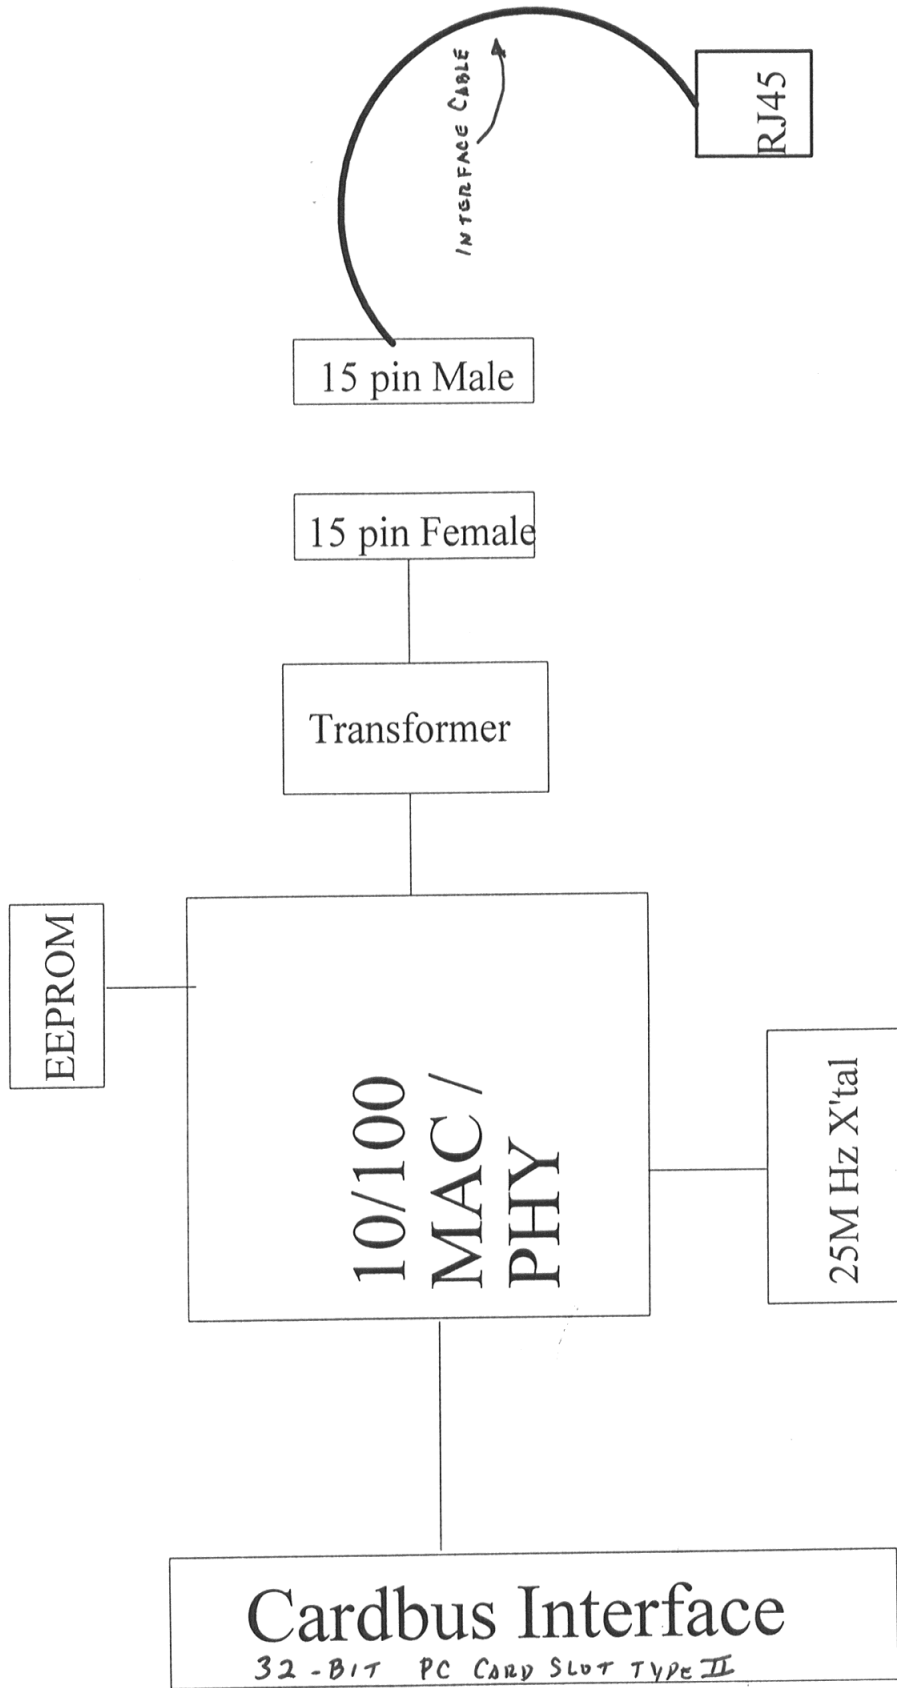 INTERFACE CABLE
RJ45
15 pin Male
15 pin Female
Transformer
EEPROM
10/100
MAC /
PHY
25M Hz X'tal
Cardbus Interface
32-BIT PC CARD SLOT TYPE II